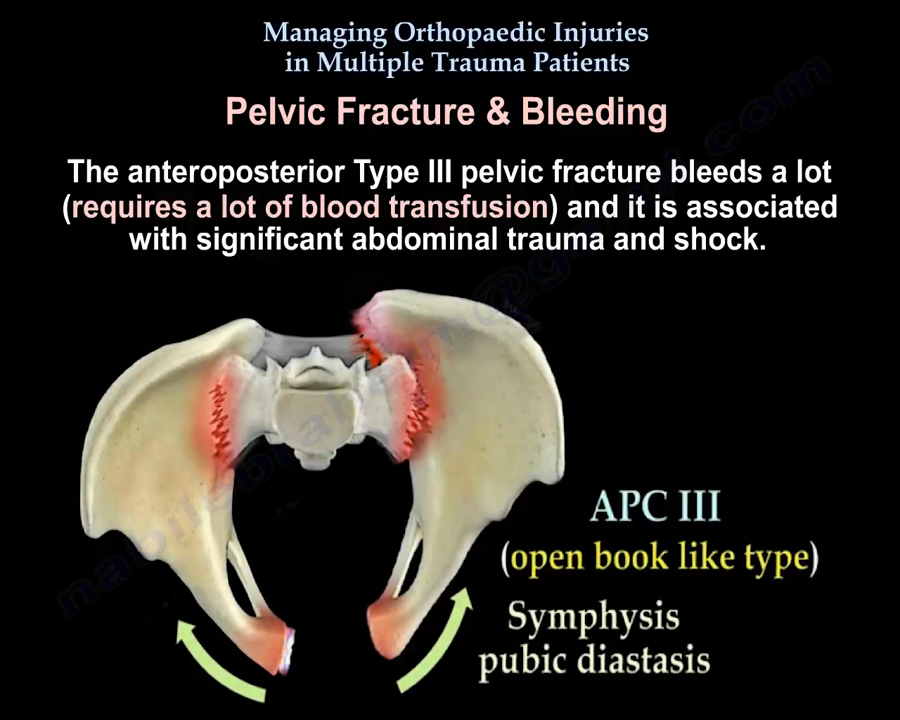 Managing Orthopaedic Injuries
in Multiple Trauma Patients
Pelvic Fracture & Bleeding
The anteroposterior Type III pelvic fracture bleeds a lot
(requires a lot of blood transfusion) and it is associated
with significant abdominal trauma and shock.
APC III
(open book like type)
Symphysis
pubic diastasis